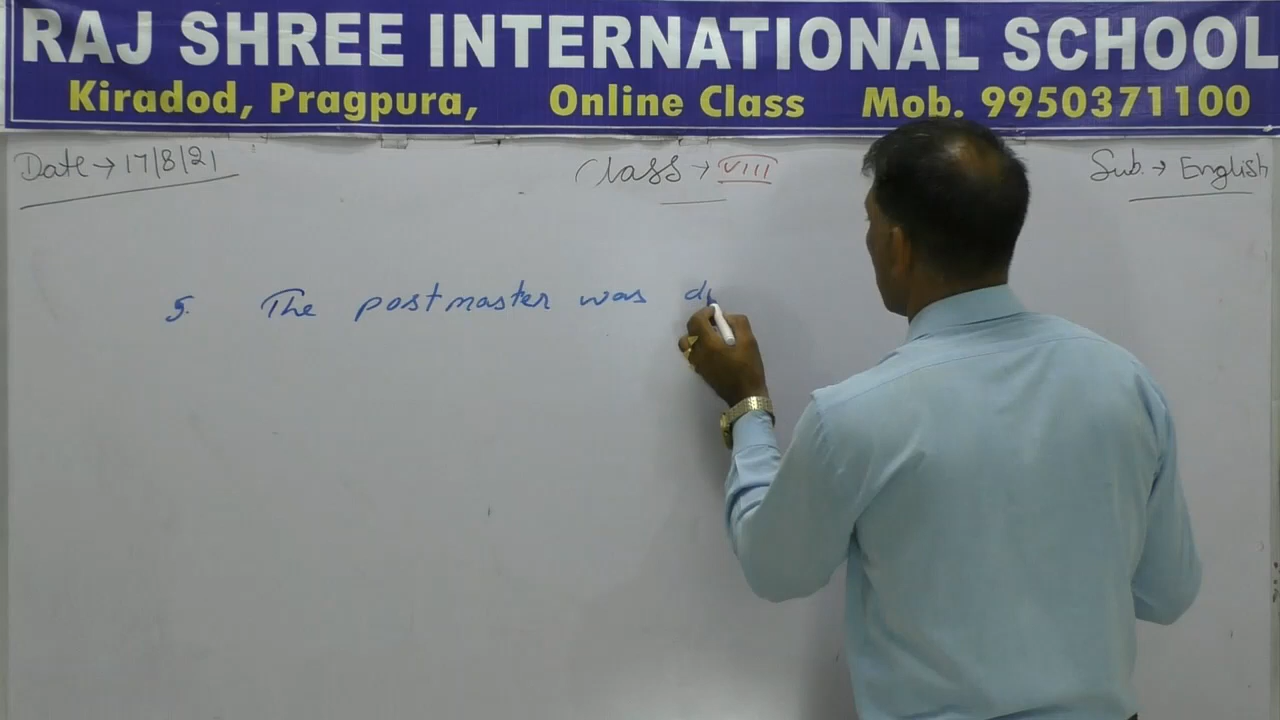 RAJ SHREE INTERNATIONAL SCHOOL
Kiradod, Pragpura, Online Class Mob. 9950371100
Date → 17/8/21 Class → VIII Sub. → English
5. The postmaster was